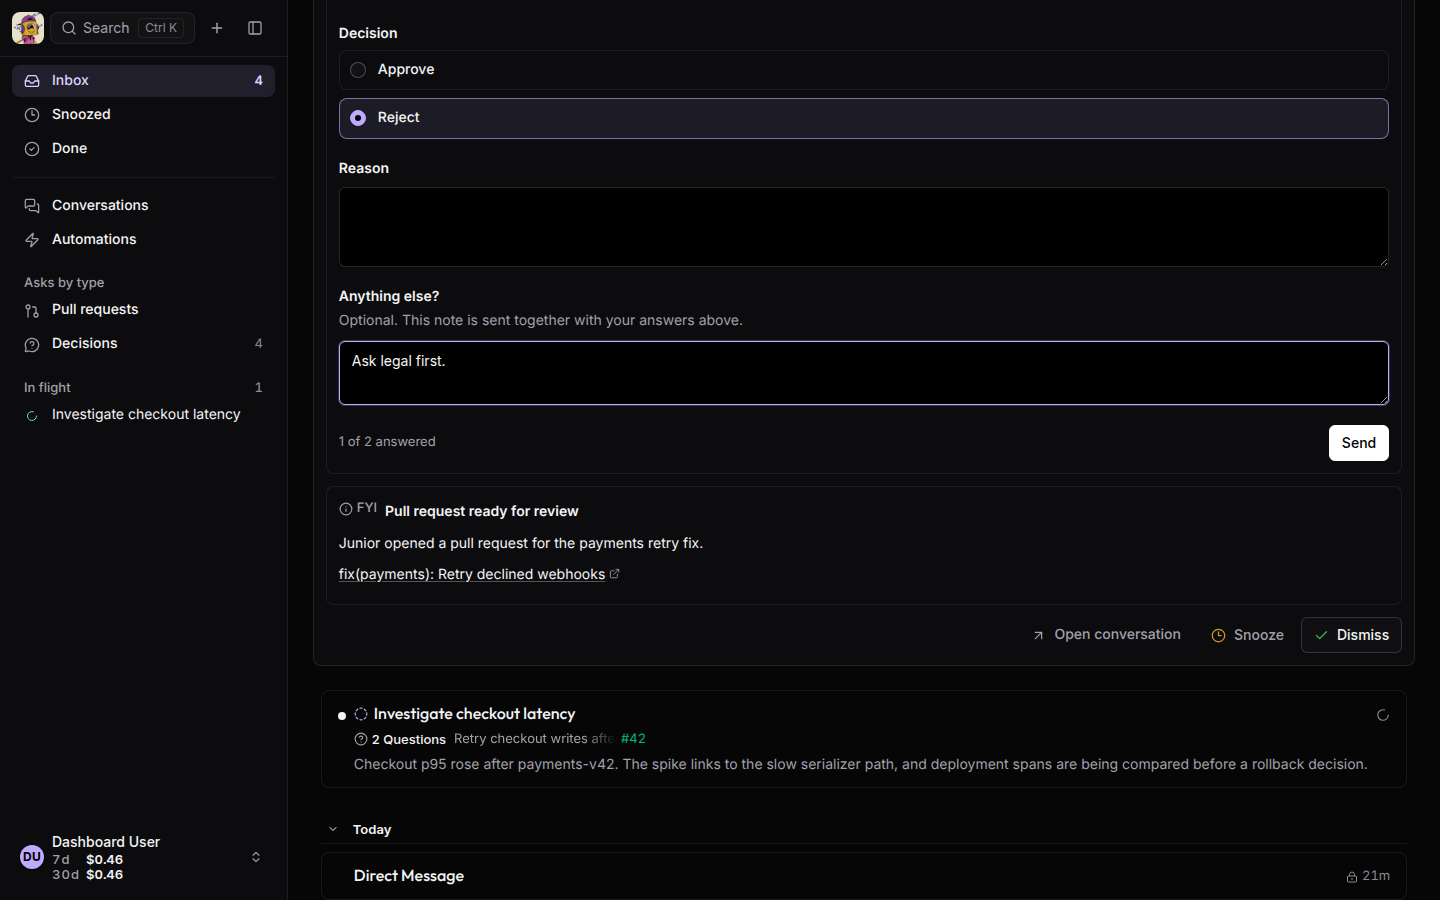 Search Ctrl K
Inbox 4
Snoozed
Done
Conversations
Automations
Asks by type
Pull requests
Decisions 4
In flight 1
Investigate checkout latency
DU
Dashboard User
7d $0.46
30d $0.46
Decision
Approve
Reject
Reason
Anything else?
Optional. This note is sent together with your answers above.
Ask legal first.
1 of 2 answered
Send
FYI Pull request ready for review
Junior opened a pull request for the payments retry fix.
fix(payments): Retry declined webhooks
Open conversation
Snooze
Dismiss
Investigate checkout latency
2 Questions Retry checkout writes afte #42
Checkout p95 rose after payments-v42. The spike links to the slow serializer path, and deployment spans are being compared before a rollback decision.
Today
Direct Message 21m